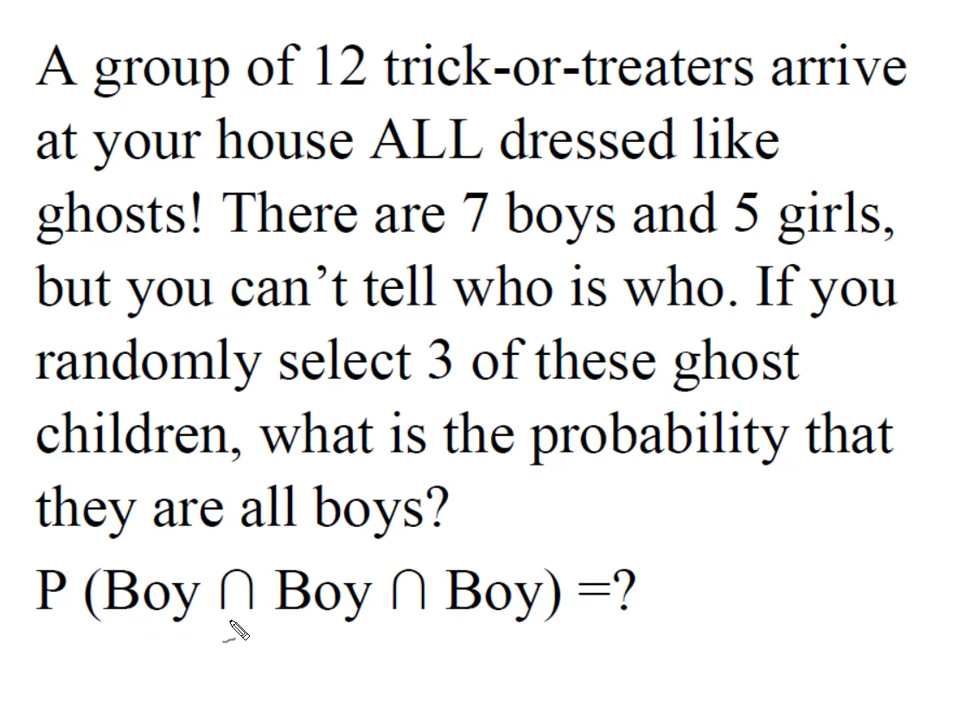 A group of 12 trick-or-treaters arrive
at your house ALL dressed like
ghosts! There are 7 boys and 5 girls,
but you can’t tell who is who. If you
randomly select 3 of these ghost
children, what is the probability that
they are all boys?
P (Boy ∩ Boy ∩ Boy) =?